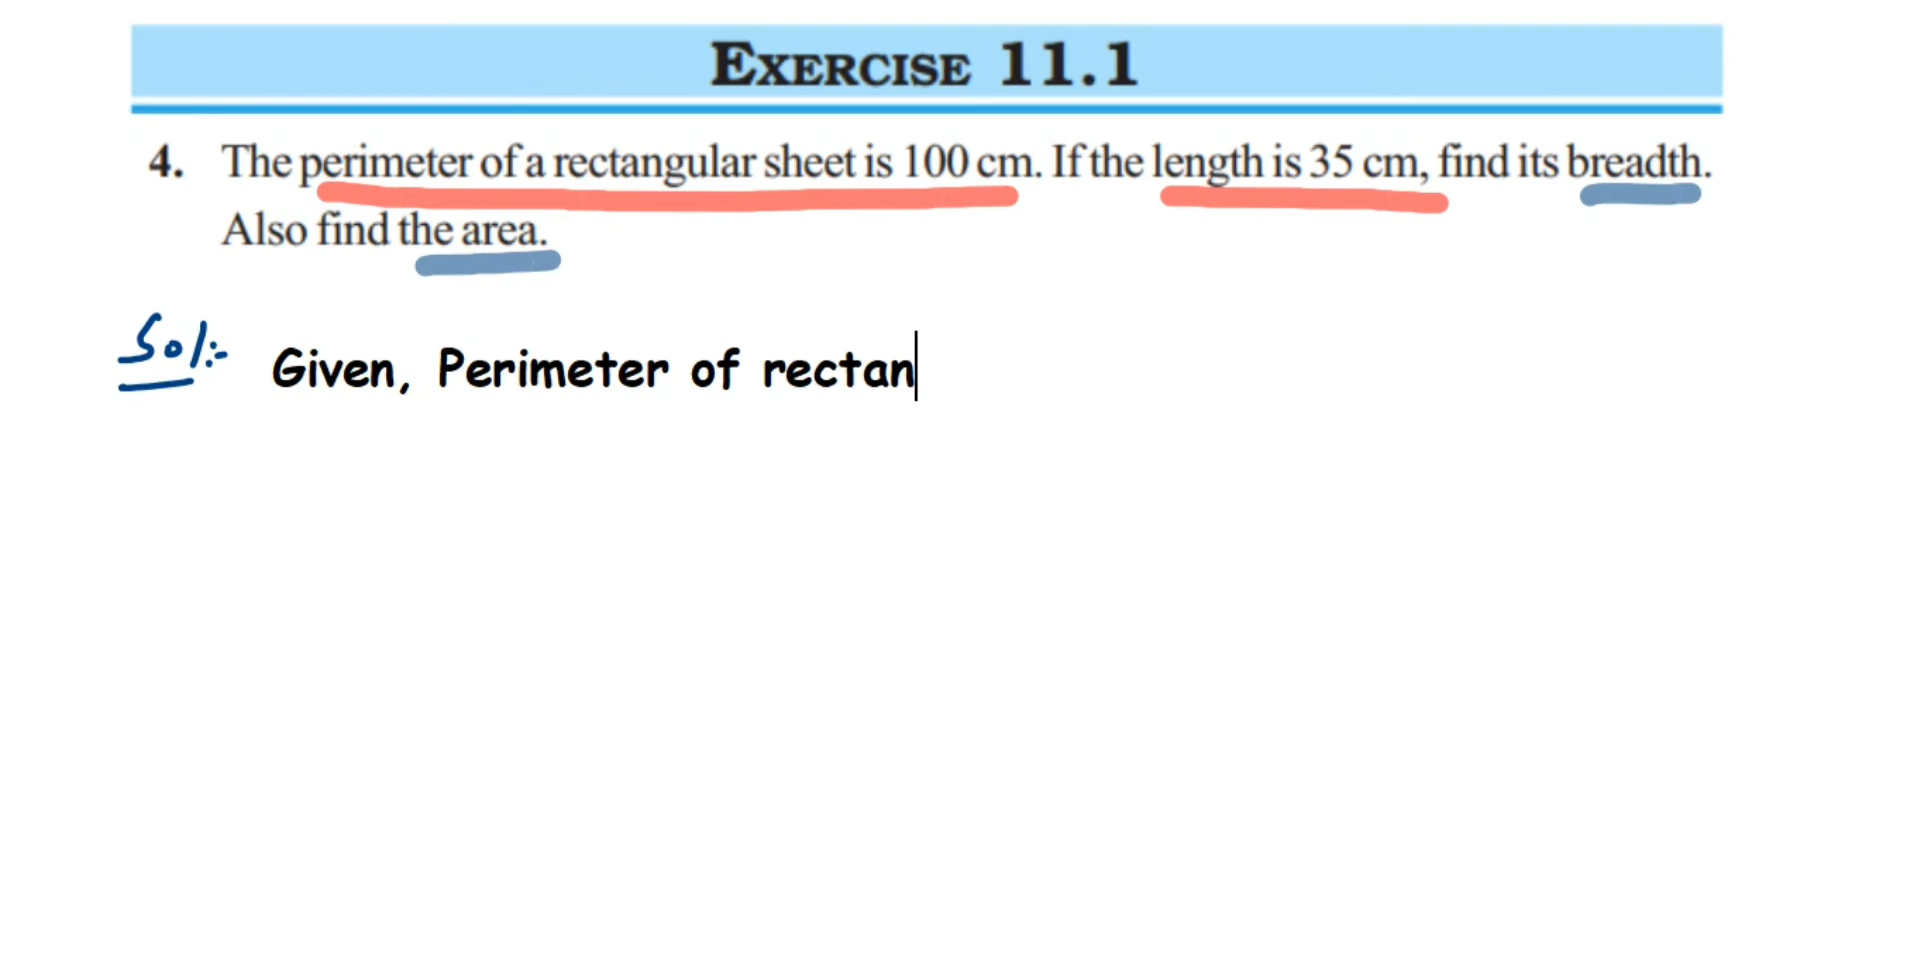 EXERCISE 11.1
4. The perimeter of a rectangular sheet is 100 cm. If the length is 35 cm, find its breadth.
Also find the area.
Sol:- Given, Perimeter of rectan